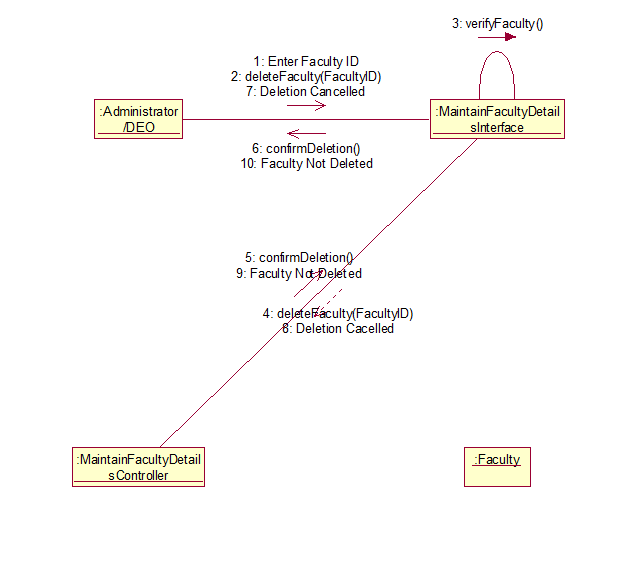 3: verifyFaculty()
1: Enter Faculty ID
2: deleteFaculty(FacultyID)
7: Deletion Cancelled
:Administrator
/DEO
:MaintainFacultyDetail
sInterface
6: confirmDeletion()
10: Faculty Not Deleted
5: confirmDeletion()
9: Faculty Not Deleted
4: deleteFaculty(FacultyID)
8: Deletion Cacelled
:MaintainFacultyDetail
sController
:Faculty